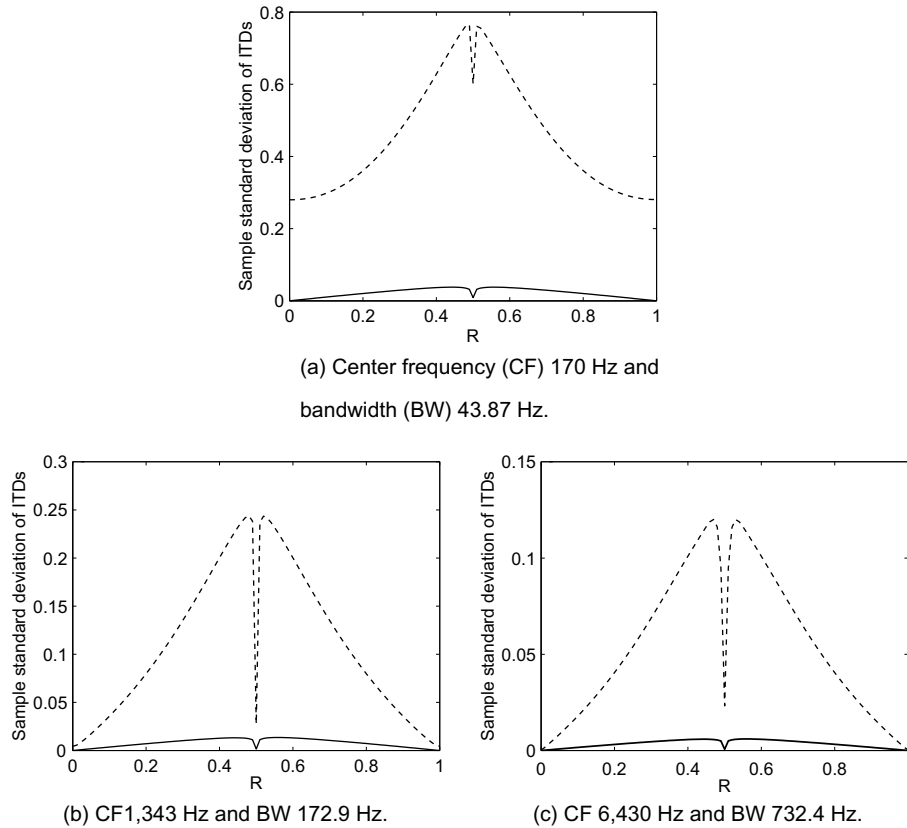 0.8
0.6
0.4
0.2
0
Sample standard deviation of ITDs
0 0.2 0.4 0.6 0.8 1
R
(a) Center frequency (CF) 170 Hz and
bandwidth (BW) 43.87 Hz.
0.3
0.25
0.2
0.15
0.1
0.05
0
Sample standard deviation of ITDs
0 0.2 0.4 0.6 0.8 1
R
(b) CF1,343 Hz and BW 172.9 Hz.
0.15
0.1
0.05
0
Sample standard deviation of ITDs
0 0.2 0.4 0.6 0.8
R
(c) CF 6,430 Hz and BW 732.4 Hz.